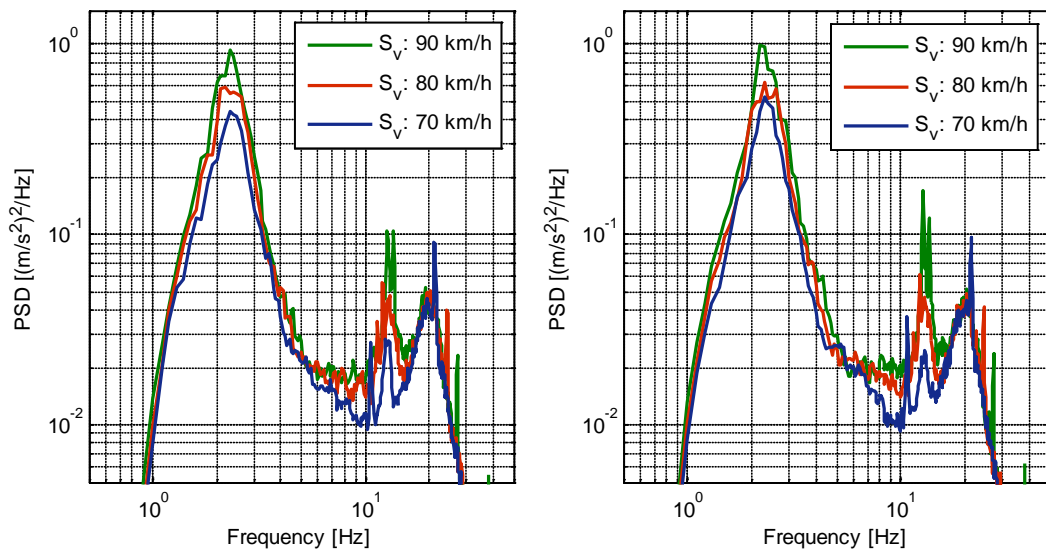 S_v: 90 km/h
S_v: 80 km/h
S_v: 70 km/h
10^0
10^-1
10^-2
PSD [(m/s^2)^2/Hz]
10^0
10^1
Frequency [Hz]
S_v: 90 km/h
S_v: 80 km/h
S_v: 70 km/h
10^0
10^-1
10^-2
PSD [(m/s^2)^2/Hz]
10^0
10^1
Frequency [Hz]